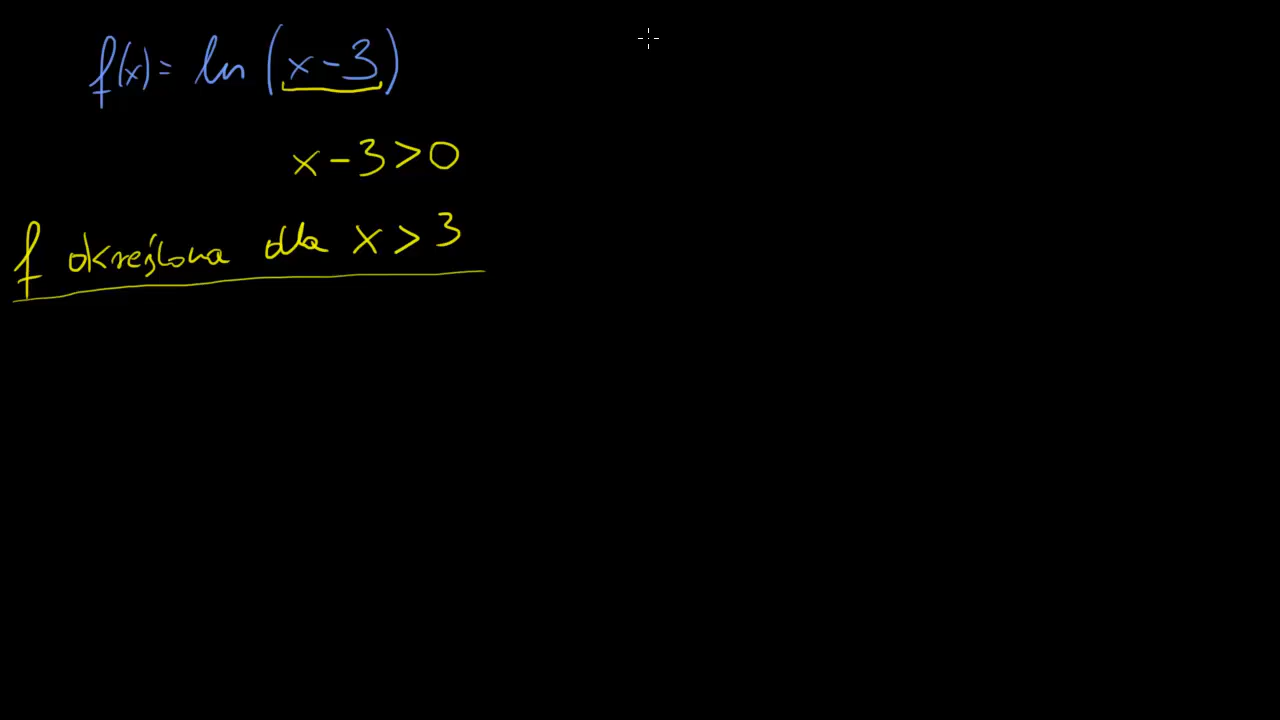 f(x) = ln (x-3)
x-3>0
f określona dla x > 3